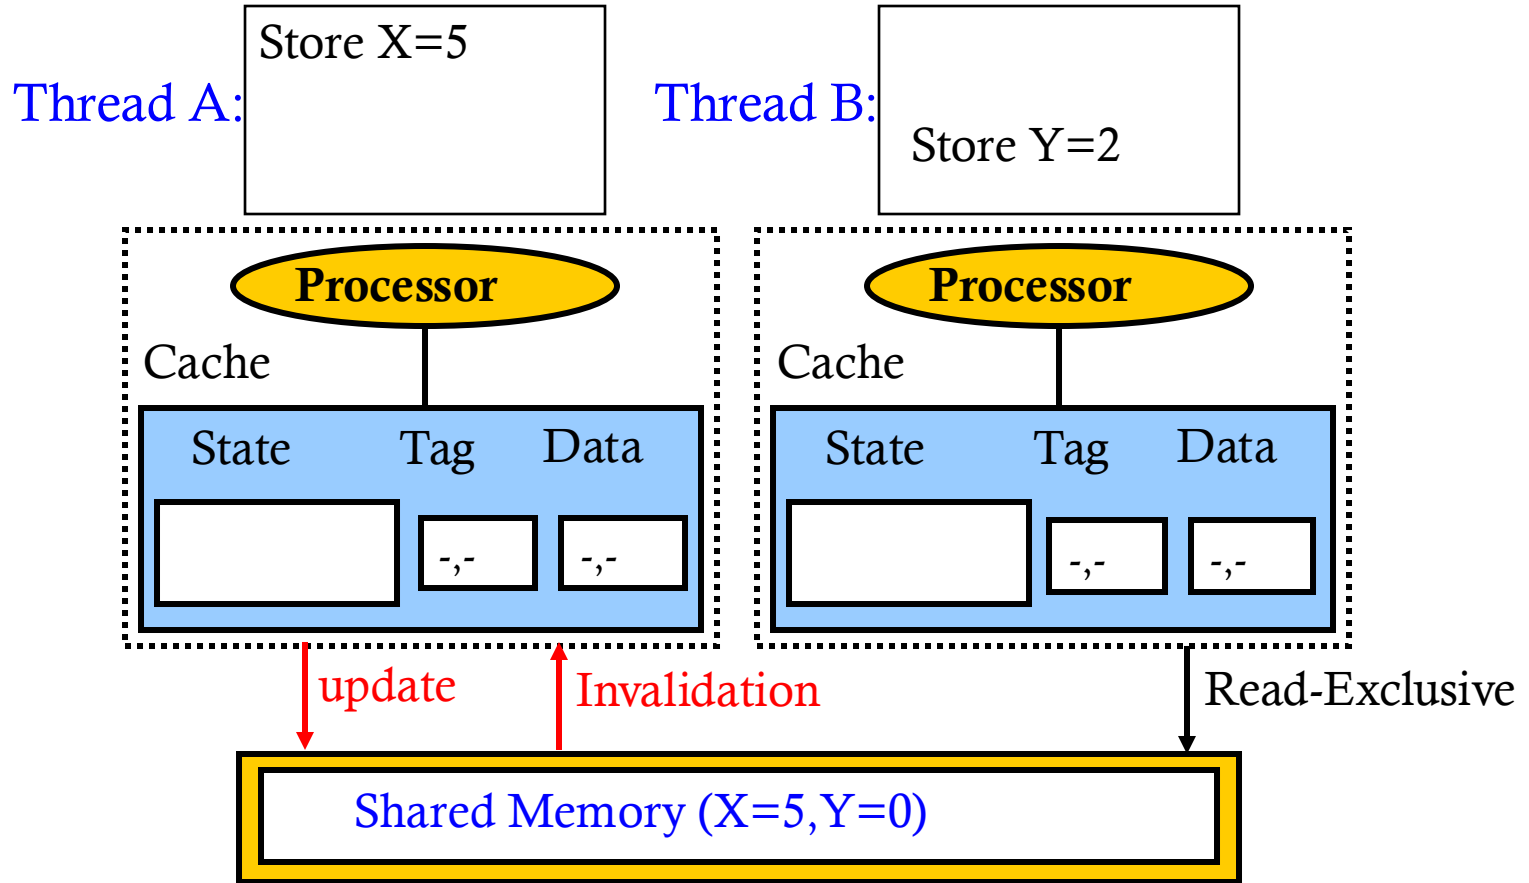 Store X=5
Thread A:
Thread B:
Store Y=2
Processor
Processor
Cache
Cache
State Tag Data
State Tag Data
-,- -,-
-,- -,-
update
Invalidation
Read-Exclusive
Shared Memory (X=5,Y=0)